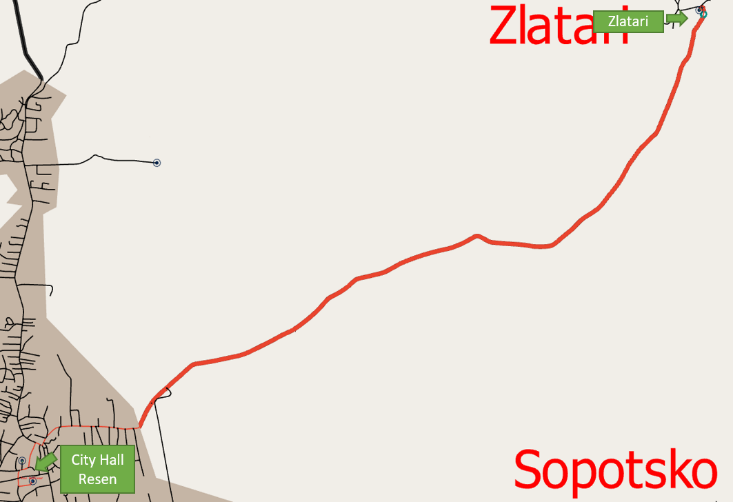 Zlatari
Zlatari
City Hall
Resen
Sopotsko